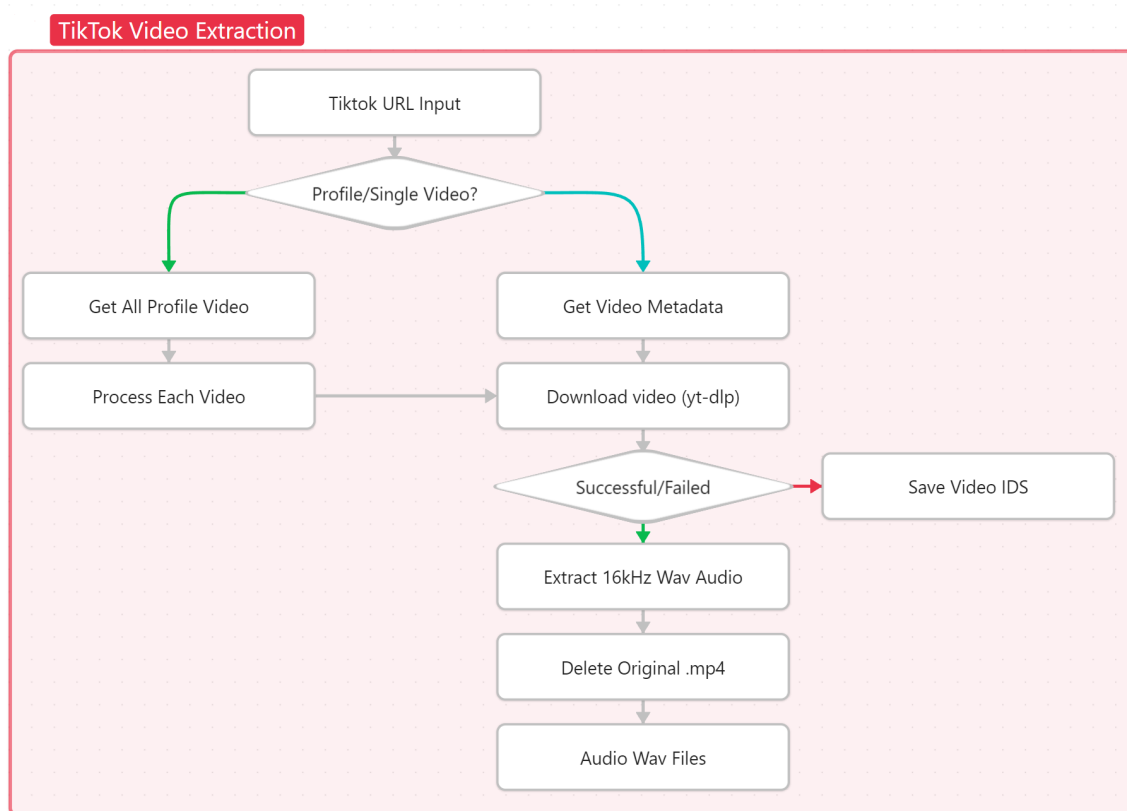 TikTok Video Extraction
Tiktok URL Input
Profile/Single Video?
Get All Profile Video
Get Video Metadata
Process Each Video
Download video (yt-dlp)
Successful/Failed
Save Video IDS
Extract 16kHz Wav Audio
Delete Original .mp4
Audio Wav Files